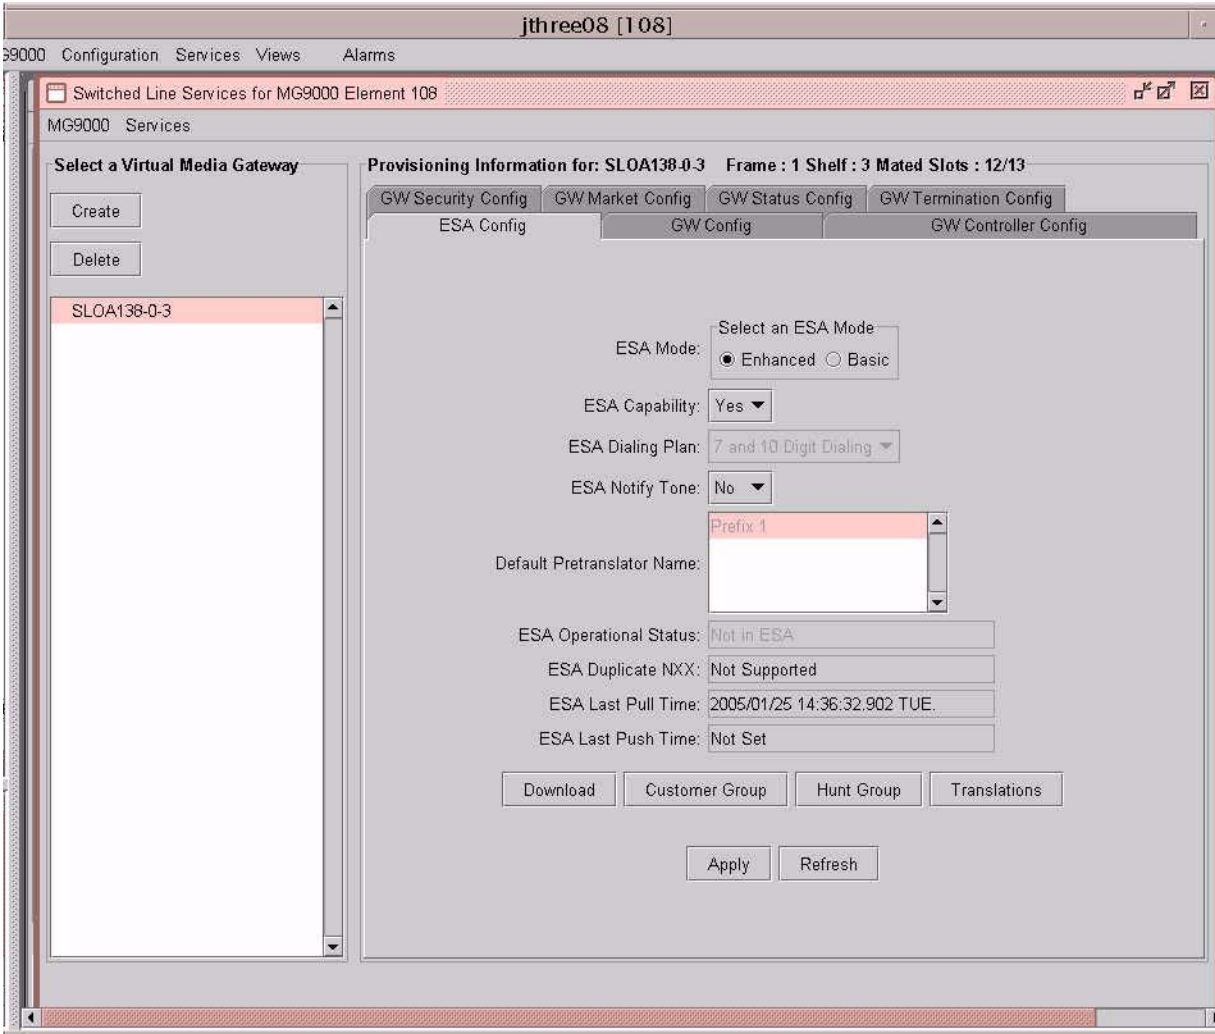 jthree08 [108]
G9000 Configuration Services Views Alarms
Switched Line Services for MG9000 Element 108
MG9000 Services
Select a Virtual Media Gateway
Create
Delete
SLOA138-0-3
Provisioning Information for: SLOA138-0-3 Frame : 1 Shelf : 3 Mated Slots : 12/13
GW Security Config GW Market Config GW Status Config GW Termination Config
ESA Config GW Config GW Controller Config
Select an ESA Mode
ESA Mode: Enhanced Basic
ESA Capability: Yes
ESA Dialing Plan: 7 and 10 Digit Dialing
ESA Notify Tone: No
Prefix 1
Default Pretranslator Name:
ESA Operational Status: Not in ESA
ESA Duplicate NXX: Not Supported
ESA Last Pull Time: 2005/01/25 14:36:32.902 TUE.
ESA Last Push Time: Not Set
Download Customer Group Hunt Group Translations
Apply Refresh